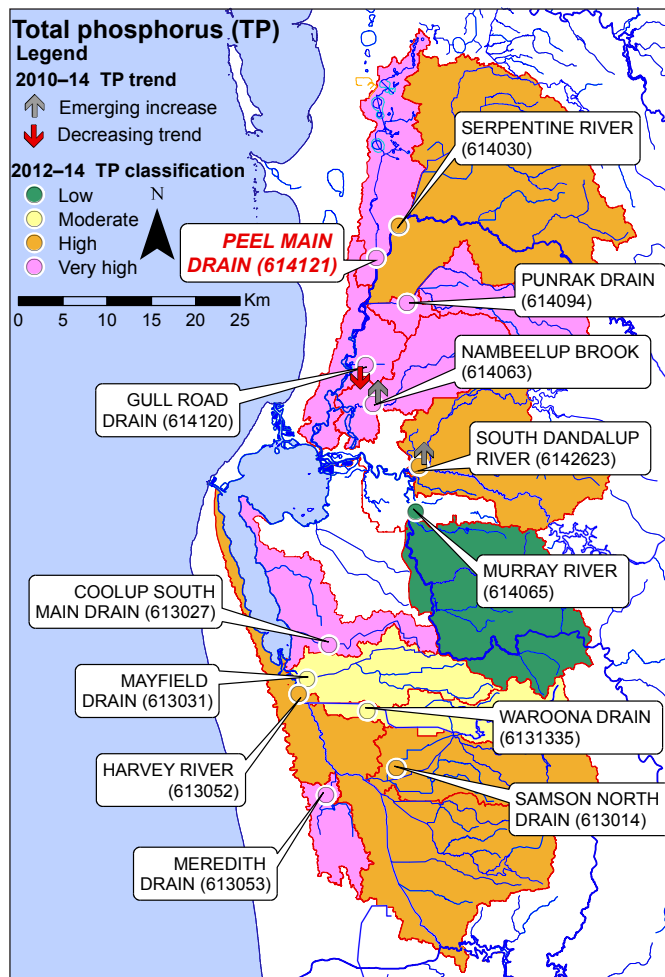 Total phosphorus (TP)
Legend
2010–14 TP trend
Emerging increase
Decreasing trend
2012–14 TP classification
Low
Moderate
High
Very high
N
Km
0 5 10 15 20 25
SERPENTINE RIVER
(614030)
PEEL MAIN
DRAIN (614121)
PUNRAK DRAIN
(614094)
NAMBEELUP BROOK
(614063)
GULL ROAD
DRAIN (614120)
SOUTH DANDALUP
RIVER (6142623)
MURRAY RIVER
(614065)
COOLUP SOUTH
MAIN DRAIN (613027)
MAYFIELD
DRAIN (613031)
WAROONA DRAIN
(6131335)
HARVEY RIVER
(613052)
SAMSON NORTH
DRAIN (613014)
MEREDITH
DRAIN (613053)